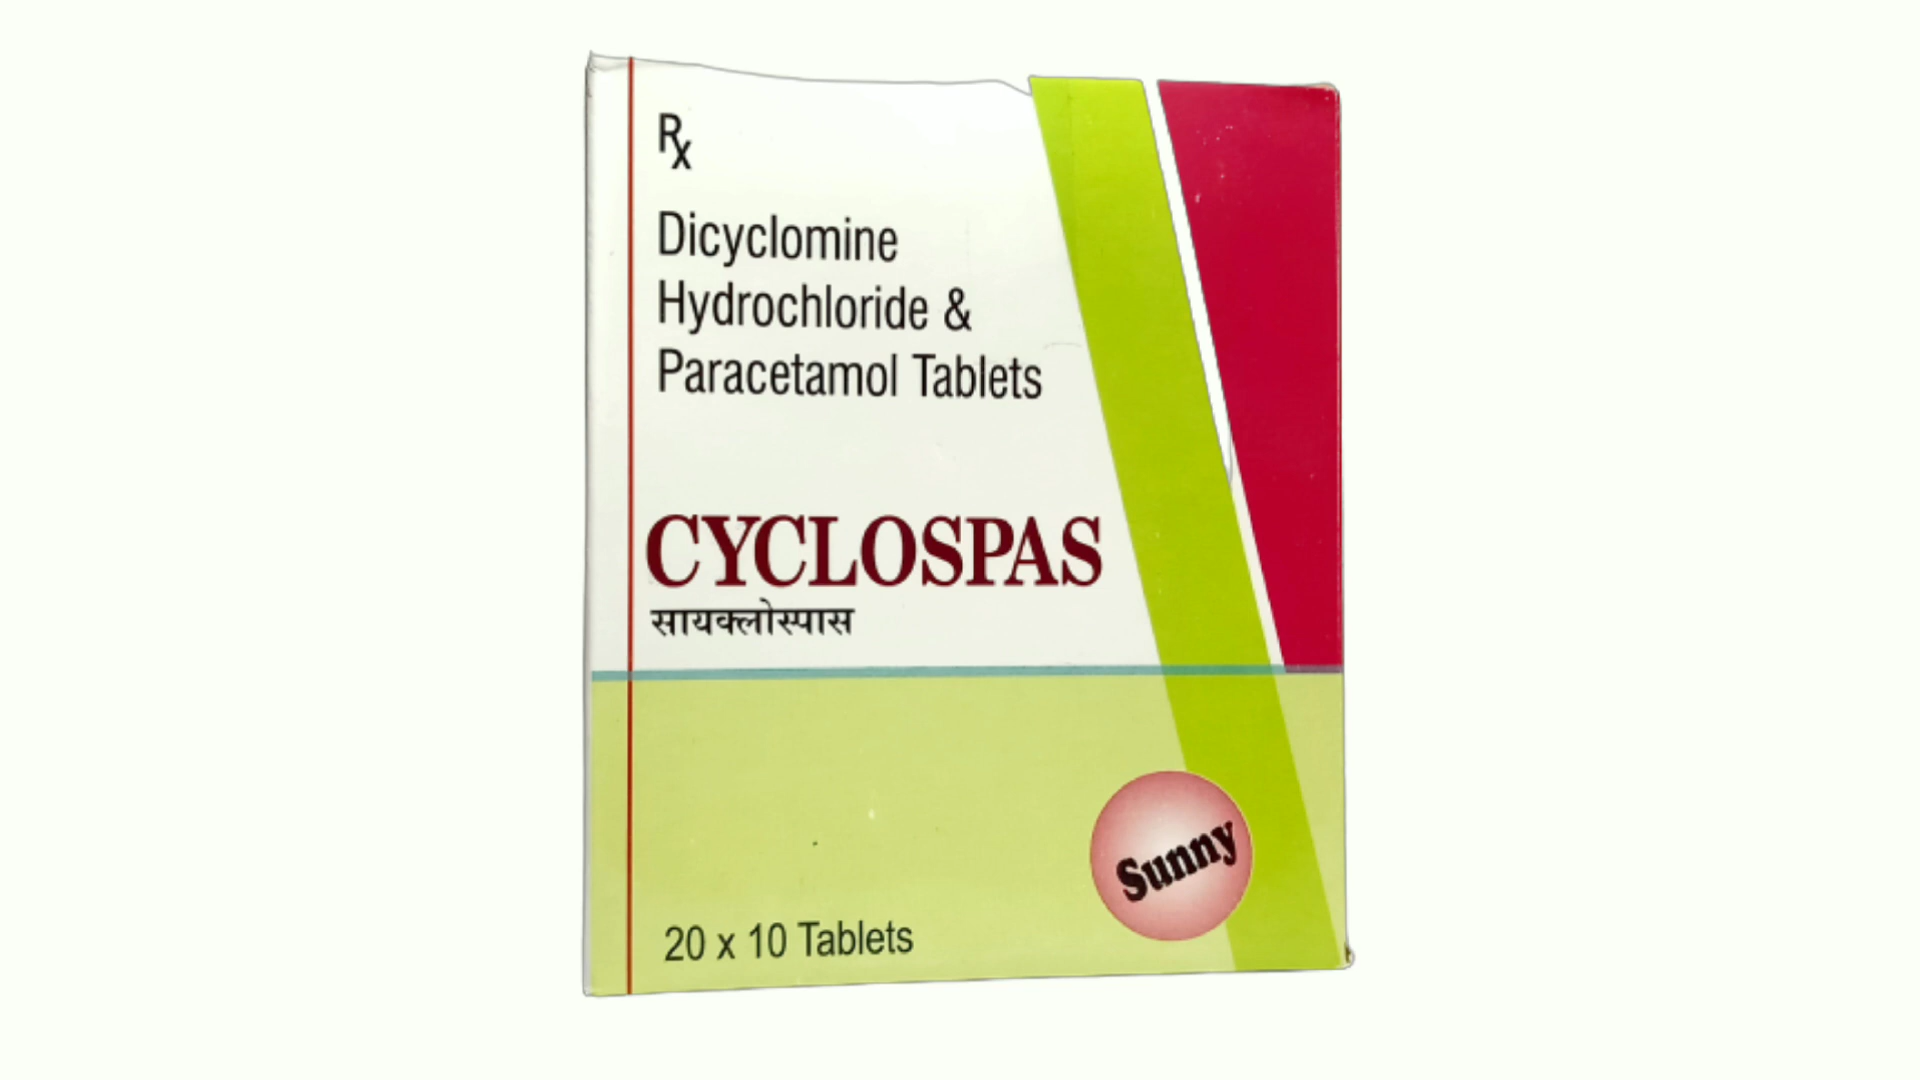 Rx
Dicyclomine
Hydrochloride &
Paracetamol Tablets
CYCLOSPAS
सायक्लोस्पास
Sunny
20 x 10 Tablets